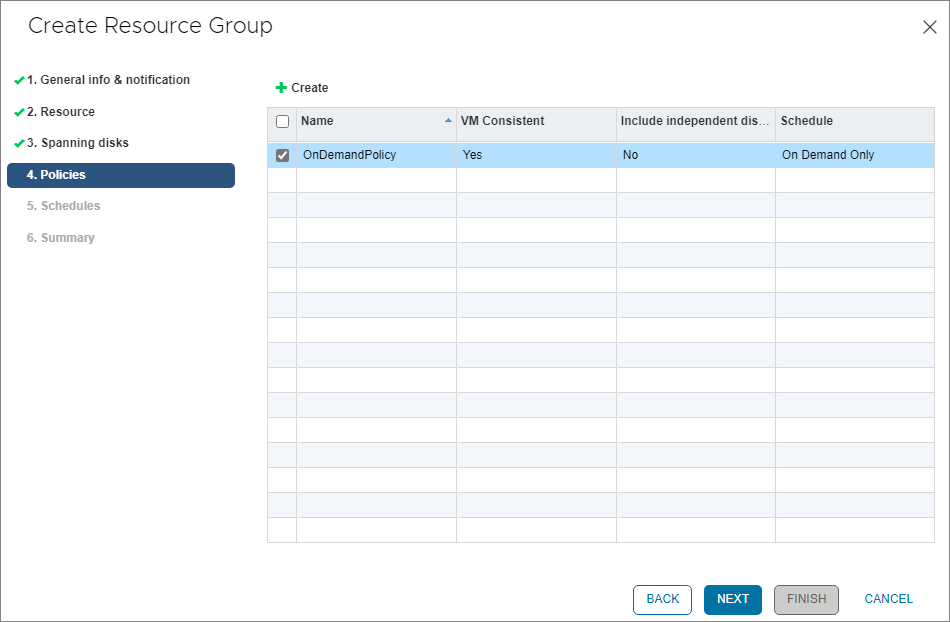 Create Resource Group
1. General info & notification
2. Resource
3. Spanning disks
4. Policies
5. Schedules
6. Summary
Create
Name VM Consistent Include independent dis... Schedule
OnDemandPolicy Yes No On Demand Only
BACK NEXT FINISH CANCEL